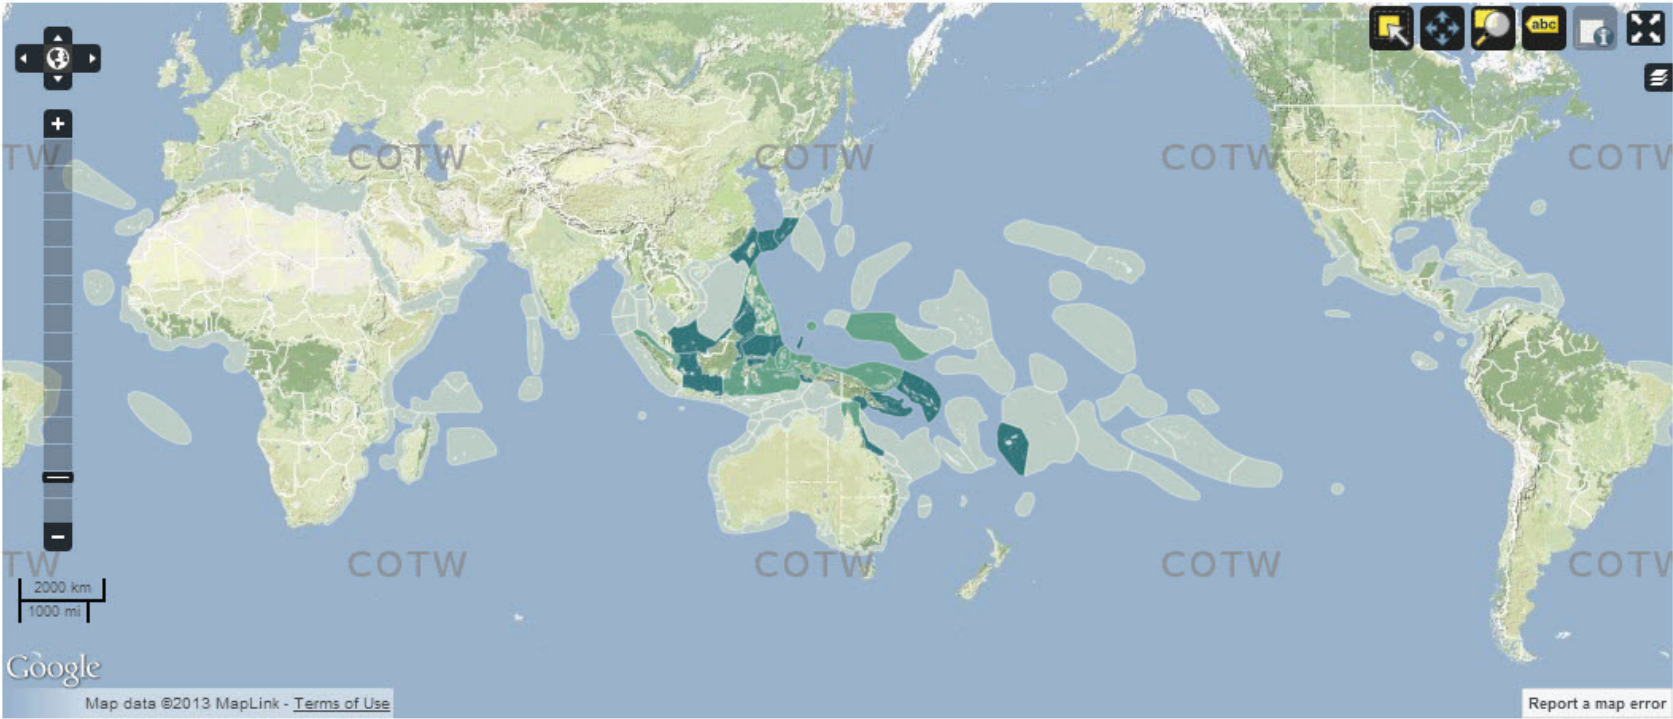 abc
+
TW COTW COTW COTW COTW
−
TW COTW COTW COTW COTW
2000 km
1000 mi
Google
Map data ©2013 MapLink - Terms of Use
Report a map error